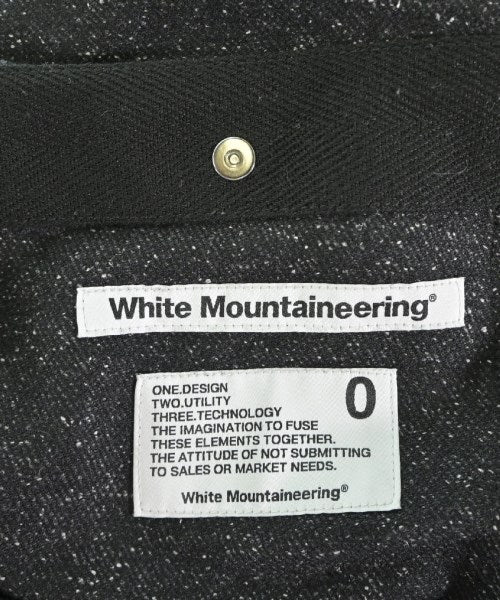 White Mountaineering®
ONE.DESIGN
TWO.UTILITY
THREE.TECHNOLOGY
THE IMAGINATION TO FUSE
THESE ELEMENTS TOGETHER.
THE ATTITUDE OF NOT SUBMITTING
TO SALES OR MARKET NEEDS.
0
White Mountaineering®